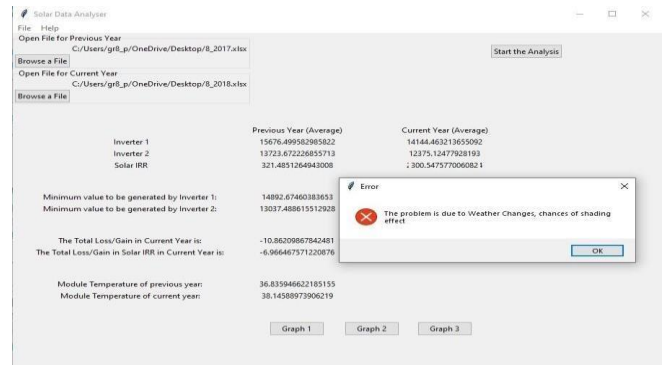 Solar Data Analyser
File Help
Open File for Previous Year
C:/Users/gr8_p/OneDrive/Desktop/8_2017.xlsx
Browse a File
Start the Analysis
Open File for Current Year
C:/Users/gr8_p/OneDrive/Desktop/8_2018.xlsx
Browse a File
Previous Year (Average) Current Year (Average)
Inverter 1 15676.499582985822 14144.463213655092
Inverter 2 13723.672226855713 12375.12477928193
Solar IRR 321.4851264943008 300.5475770060821
Minimum value to be generated by Inverter 1: 14892.67460383653
Minimum value to be generated by Inverter 2: 13037.488615512928
Error
The problem is due to Weather Changes, chances of shading
effect
OK
The Total Loss/Gain in Current Year is: -10.86209867842481
The Total Loss/Gain in Solar IRR in Current Year is: -6.966467571220876
Module Temperature of previous year: 36.835946622185155
Module Temperature of current year: 38.14588973906219
Graph 1 Graph 2 Graph 3